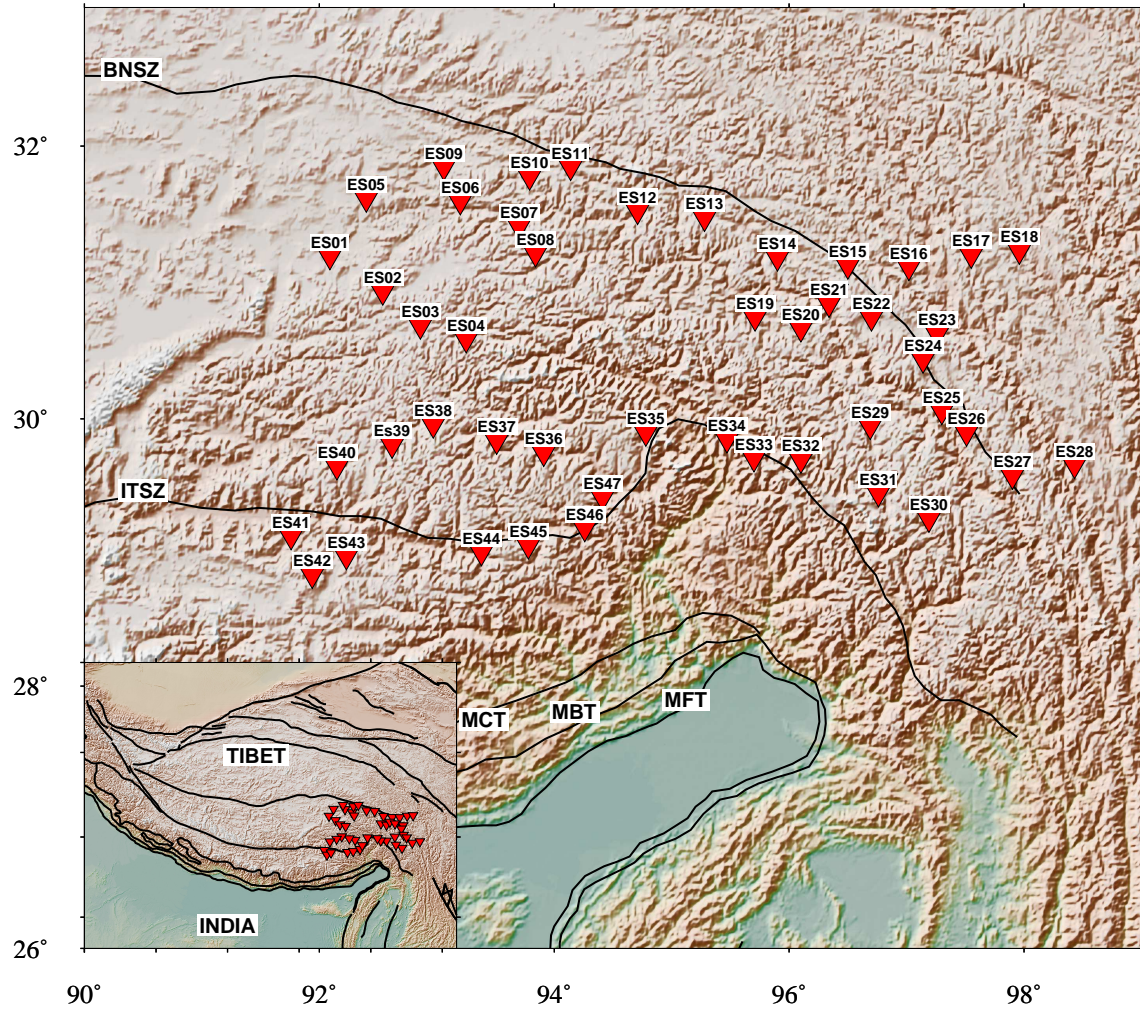 BNSZ
32°
ES09
ES10
ES11
ES05
ES06
ES12
ES13
ES07
ES01
ES08
ES14
ES15
ES16
ES17
ES18
ES02
ES03
ES04
ES19
ES20
ES21
ES22
ES23
ES24
30°
ES25
ES26
ES38
Es39
ES37
ES36
ES35
ES34
ES33
ES32
ES29
ES40
ES27
ES28
ITSZ
ES47
ES31
ES30
ES41
ES46
ES42
ES43
ES44
ES45
28°
MCT
MBT
MFT
TIBET
INDIA
26°
90°
92°
94°
96°
98°